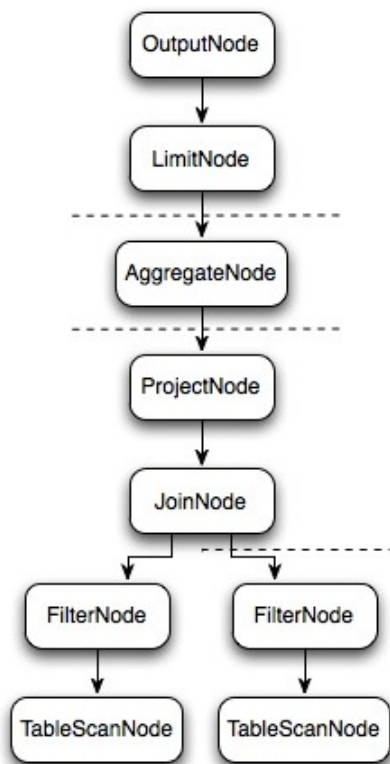 OutputNode
LimitNode
AggregateNode
ProjectNode
JoinNode
FilterNode
FilterNode
TableScanNode
TableScanNode